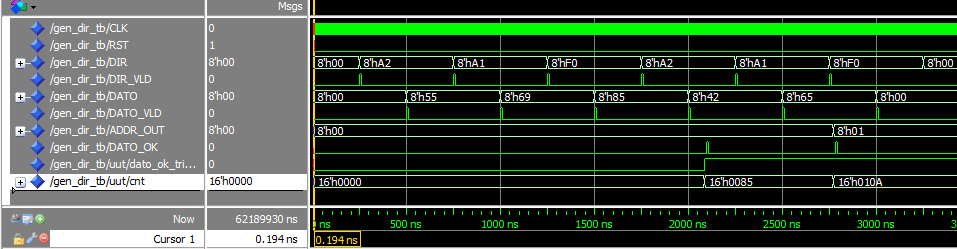 Msgs
/gen_dir_tb/CLK 0
/gen_dir_tb/RST 1
/gen_dir_tb/DIR 8'h00 8'h00 8'hA2 8'hA1 8'hF0 8'hA2 8'hA1 8'hF0 8'h00
/gen_dir_tb/DIR_VLD 0
/gen_dir_tb/DATO 8'h00 8'h00 8'h55 8'h69 8'h85 8'h42 8'h65 8'h00
/gen_dir_tb/DATO_VLD 0
/gen_dir_tb/ADDR_OUT 8'h00 8'h00 8'h01
/gen_dir_tb/DATO_OK 0
/gen_dir_tb/uut/dato_ok_tri... 0
/gen_dir_tb/uut/cnt 16'h0000 16'h0000 16'h0085 16'h010A
Now 62189930 ns 500 ns 1000 ns 1500 ns 2000 ns 2500 ns 3000 ns
Cursor 1 0.194 ns 0.194 ns